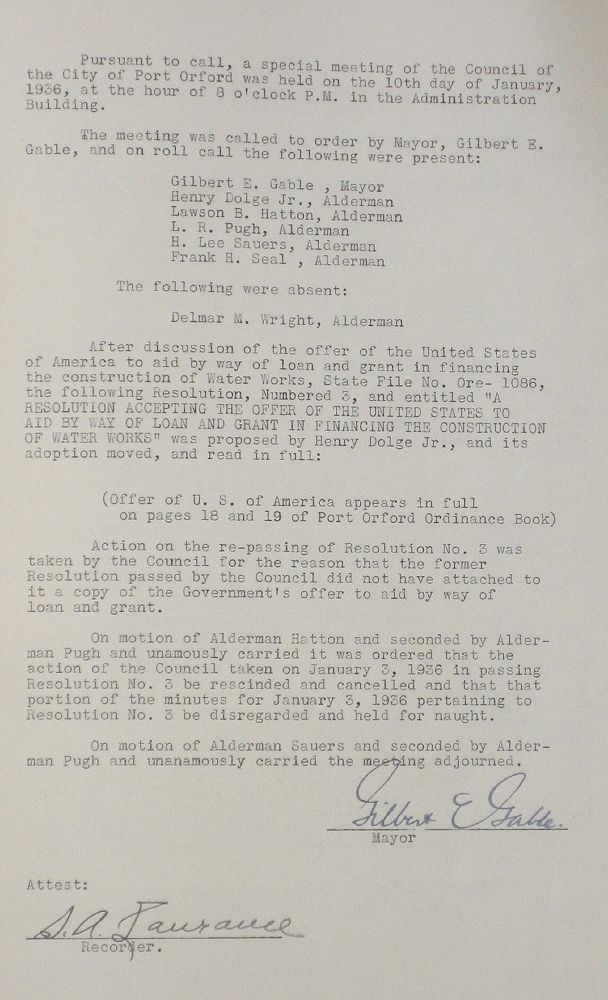 Pursuant to call, a special meeting of the Council of
the City of Port Orford was held on the 10th day of January,
1936, at the hour of 8 o'clock P.M. in the Administration
Building.
The meeting was called to order by Mayor, Gilbert E.
Gable, and on roll call the following were present:
Gilbert E. Gable , Mayor
Henry Dolge Jr., Alderman
Lawson B. Hatton, Alderman
L. R. Pugh, Alderman
H. Lee Sauers, Alderman
Frank H. Seal , Alderman
The following were absent:
Delmar M. Wright, Alderman
After discussion of the offer of the United States
of America to aid by way of loan and grant in financing
the construction of Water Works, State File No. Ore- 1086,
the following Resolution, Numbered 3, and entitled "A
RESOLUTION ACCEPTING THE OFFER OF THE UNITED STATES TO
AID BY WAY OF LOAN AND GRANT IN FINANCING THE CONSTRUCTION
OF WATER WORKS" was proposed by Henry Dolge Jr., and its
adoption moved, and read in full:
(Offer of U. S. of America appears in full
on pages 18 and 19 of Port Orford Ordinance Book)
Action on the re-passing of Resolution No. 3 was
taken by the Council for the reason that the former
Resolution passed by the Council did not have attached to
it a copy of the Government's offer to aid by way of
loan and grant.
On motion of Alderman Hatton and seconded by Alder-
man Pugh and unamously carried it was ordered that the
action of the Council taken on January 3, 1936 in passing
Resolution No. 3 be rescinded and cancelled and that that
portion of the minutes for January 3, 1936 pertaining to
Resolution No. 3 be disregarded and held for naught.
On motion of Alderman Sauers and seconded by Alder-
man Pugh and unanamously carried the meeting adjourned.
Gilbert E Gable.
Mayor
Attest:
S. A.
Recorder.